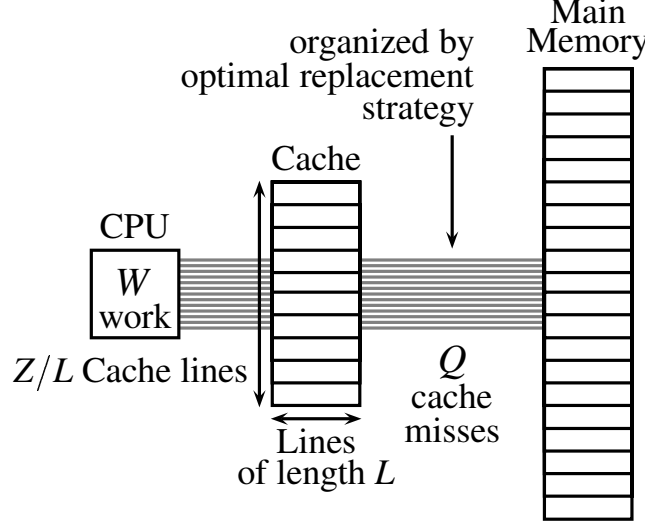 Main
Memory
organized by
optimal replacement
strategy
Cache
CPU
W
work
Z/L Cache lines
Q
cache
misses
Lines
of length L